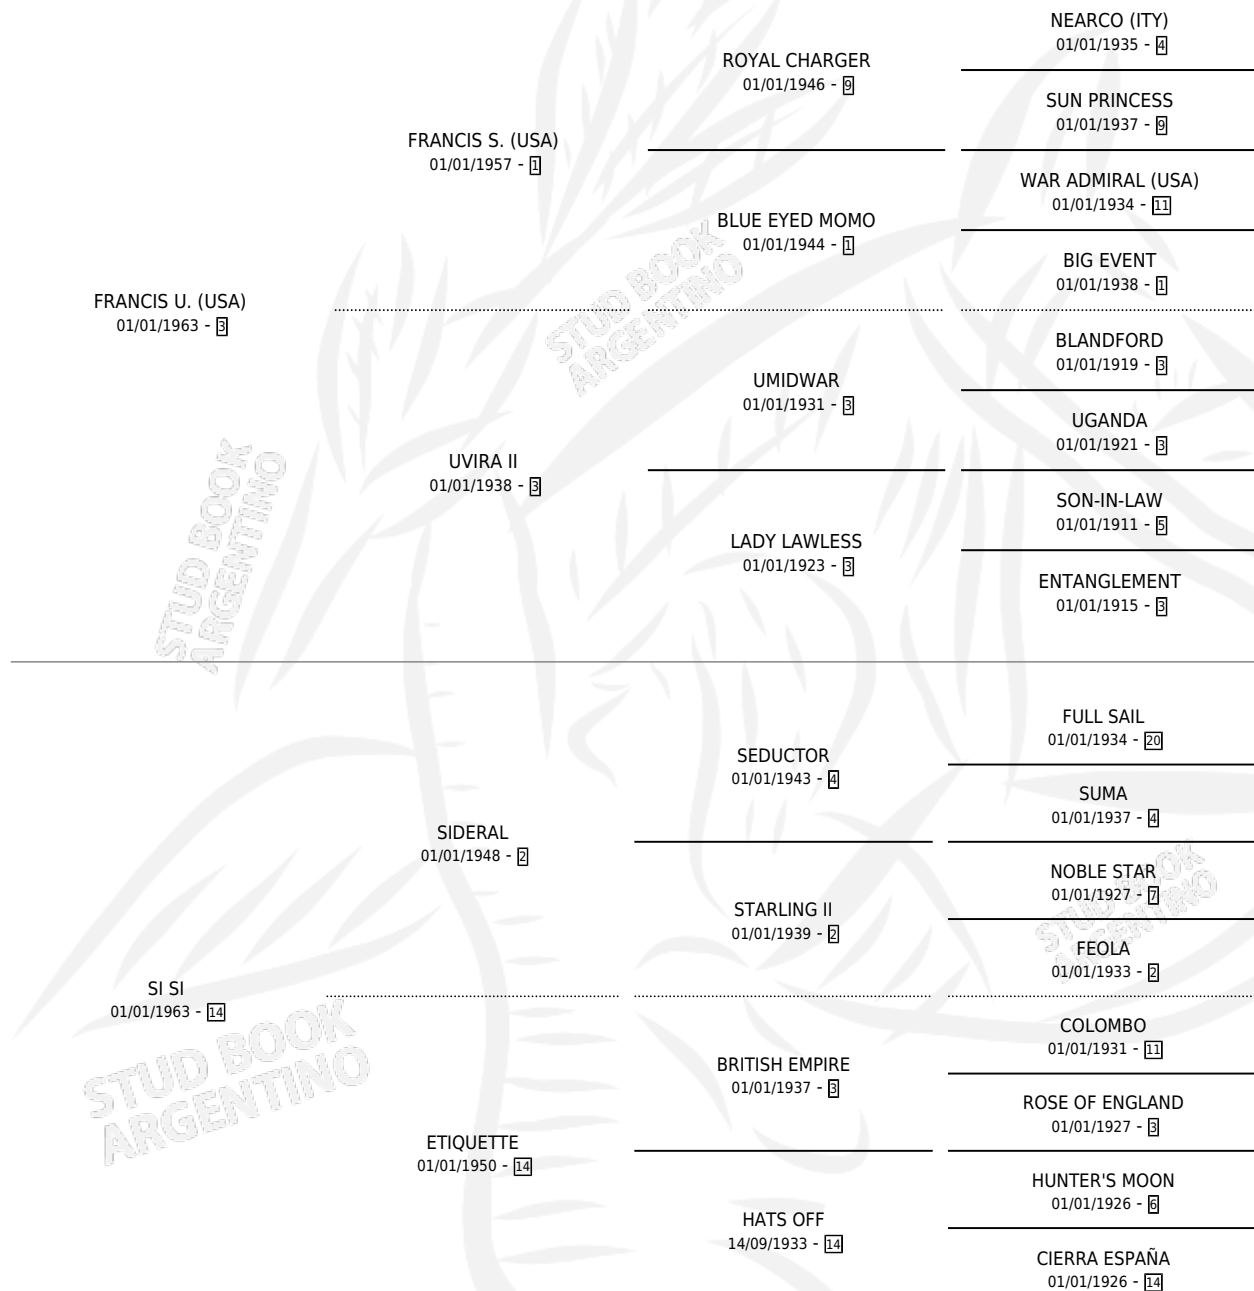 NEARCO (ITY)
01/01/1935 - 4
ROYAL CHARGER
01/01/1946 - 9
SUN PRINCESS
01/01/1937 - 9
FRANCIS S. (USA)
01/01/1957 - 1
WAR ADMIRAL (USA)
01/01/1934 - 11
BLUE EYED MOMO
01/01/1944 - 1
BIG EVENT
01/01/1938 - 1
FRANCIS U. (USA)
01/01/1963 - 3
STUD BOOK
ARGENTINO
BLANDFORD
01/01/1919 - 3
UMIDWAR
01/01/1931 - 3
UGANDA
01/01/1921 - 3
UVIRA II
01/01/1938 - 3
SON-IN-LAW
01/01/1911 - 5
LADY LAWLESS
01/01/1923 - 3
ENTANGLEMENT
01/01/1915 - 3
STUD BOOK
ARGENTINO
FULL SAIL
01/01/1934 - 20
SEDUCTOR
01/01/1943 - 4
SUMA
01/01/1937 - 4
SIDERAL
01/01/1948 - 2
NOBLE STAR
01/01/1927 - 7
STARLING II
01/01/1939 - 2
FEOLA
01/01/1933 - 2
STUD BOOK
ARGENTINO
SI SI
01/01/1963 - 14
COLOMBO
01/01/1931 - 11
BRITISH EMPIRE
01/01/1937 - 3
ROSE OF ENGLAND
01/01/1927 - 3
STUD BOOK
ARGENTINO
ETIQUETTE
01/01/1950 - 14
HUNTER'S MOON
01/01/1926 - 6
HATS OFF
14/09/1933 - 14
CIERRA ESPAÑA
01/01/1926 - 14